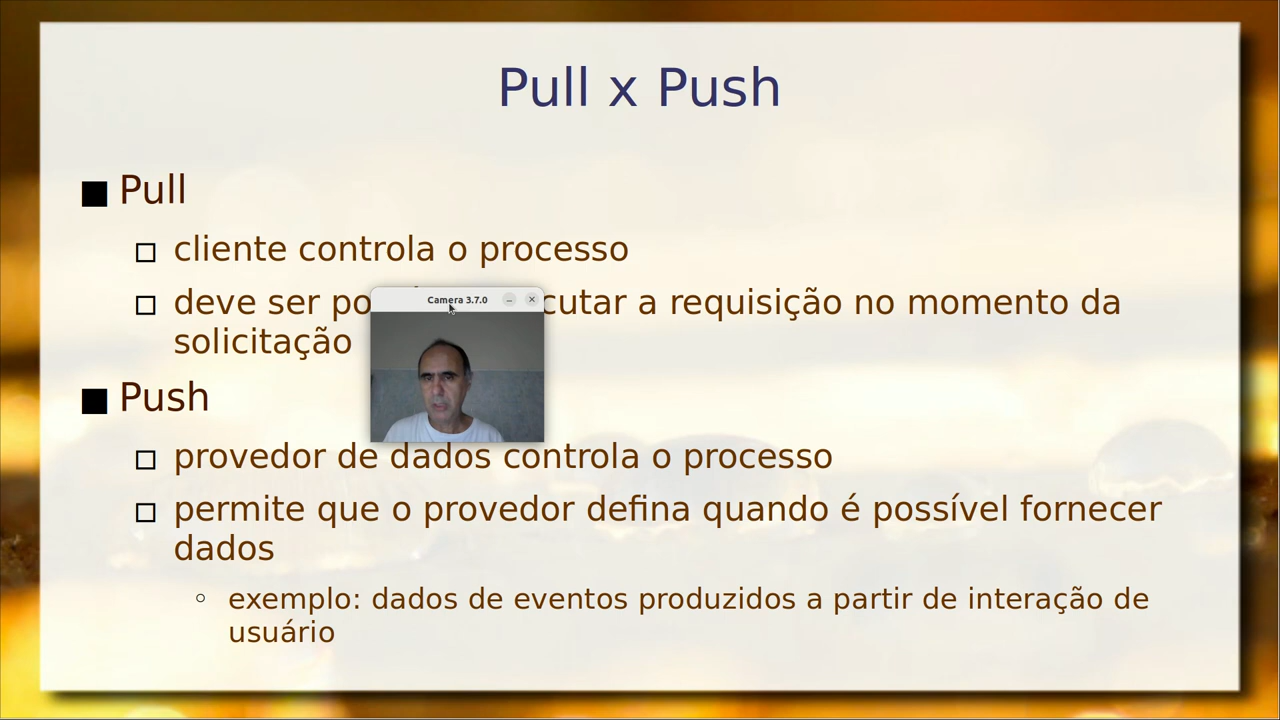 Pull x Push
Pull
cliente controla o processo
deve ser cutar a requisição no momento da
solicitação
Camera 3.7.0
Push
provedor de dados controla o processo
permite que o provedor defina quando é possível fornecer
dados
exemplo: dados de eventos produzidos a partir de interação de
usuário